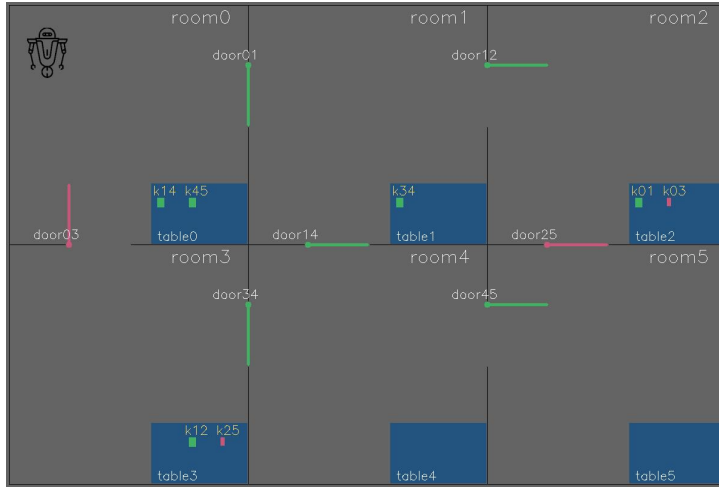 room0 room1 room2
door01 door12
k14 k45 k34 k01 k03
table0 table1 table2
door03 door14 door25
room3 room4 room5
door34 door45
k12 k25
table3 table4 table5